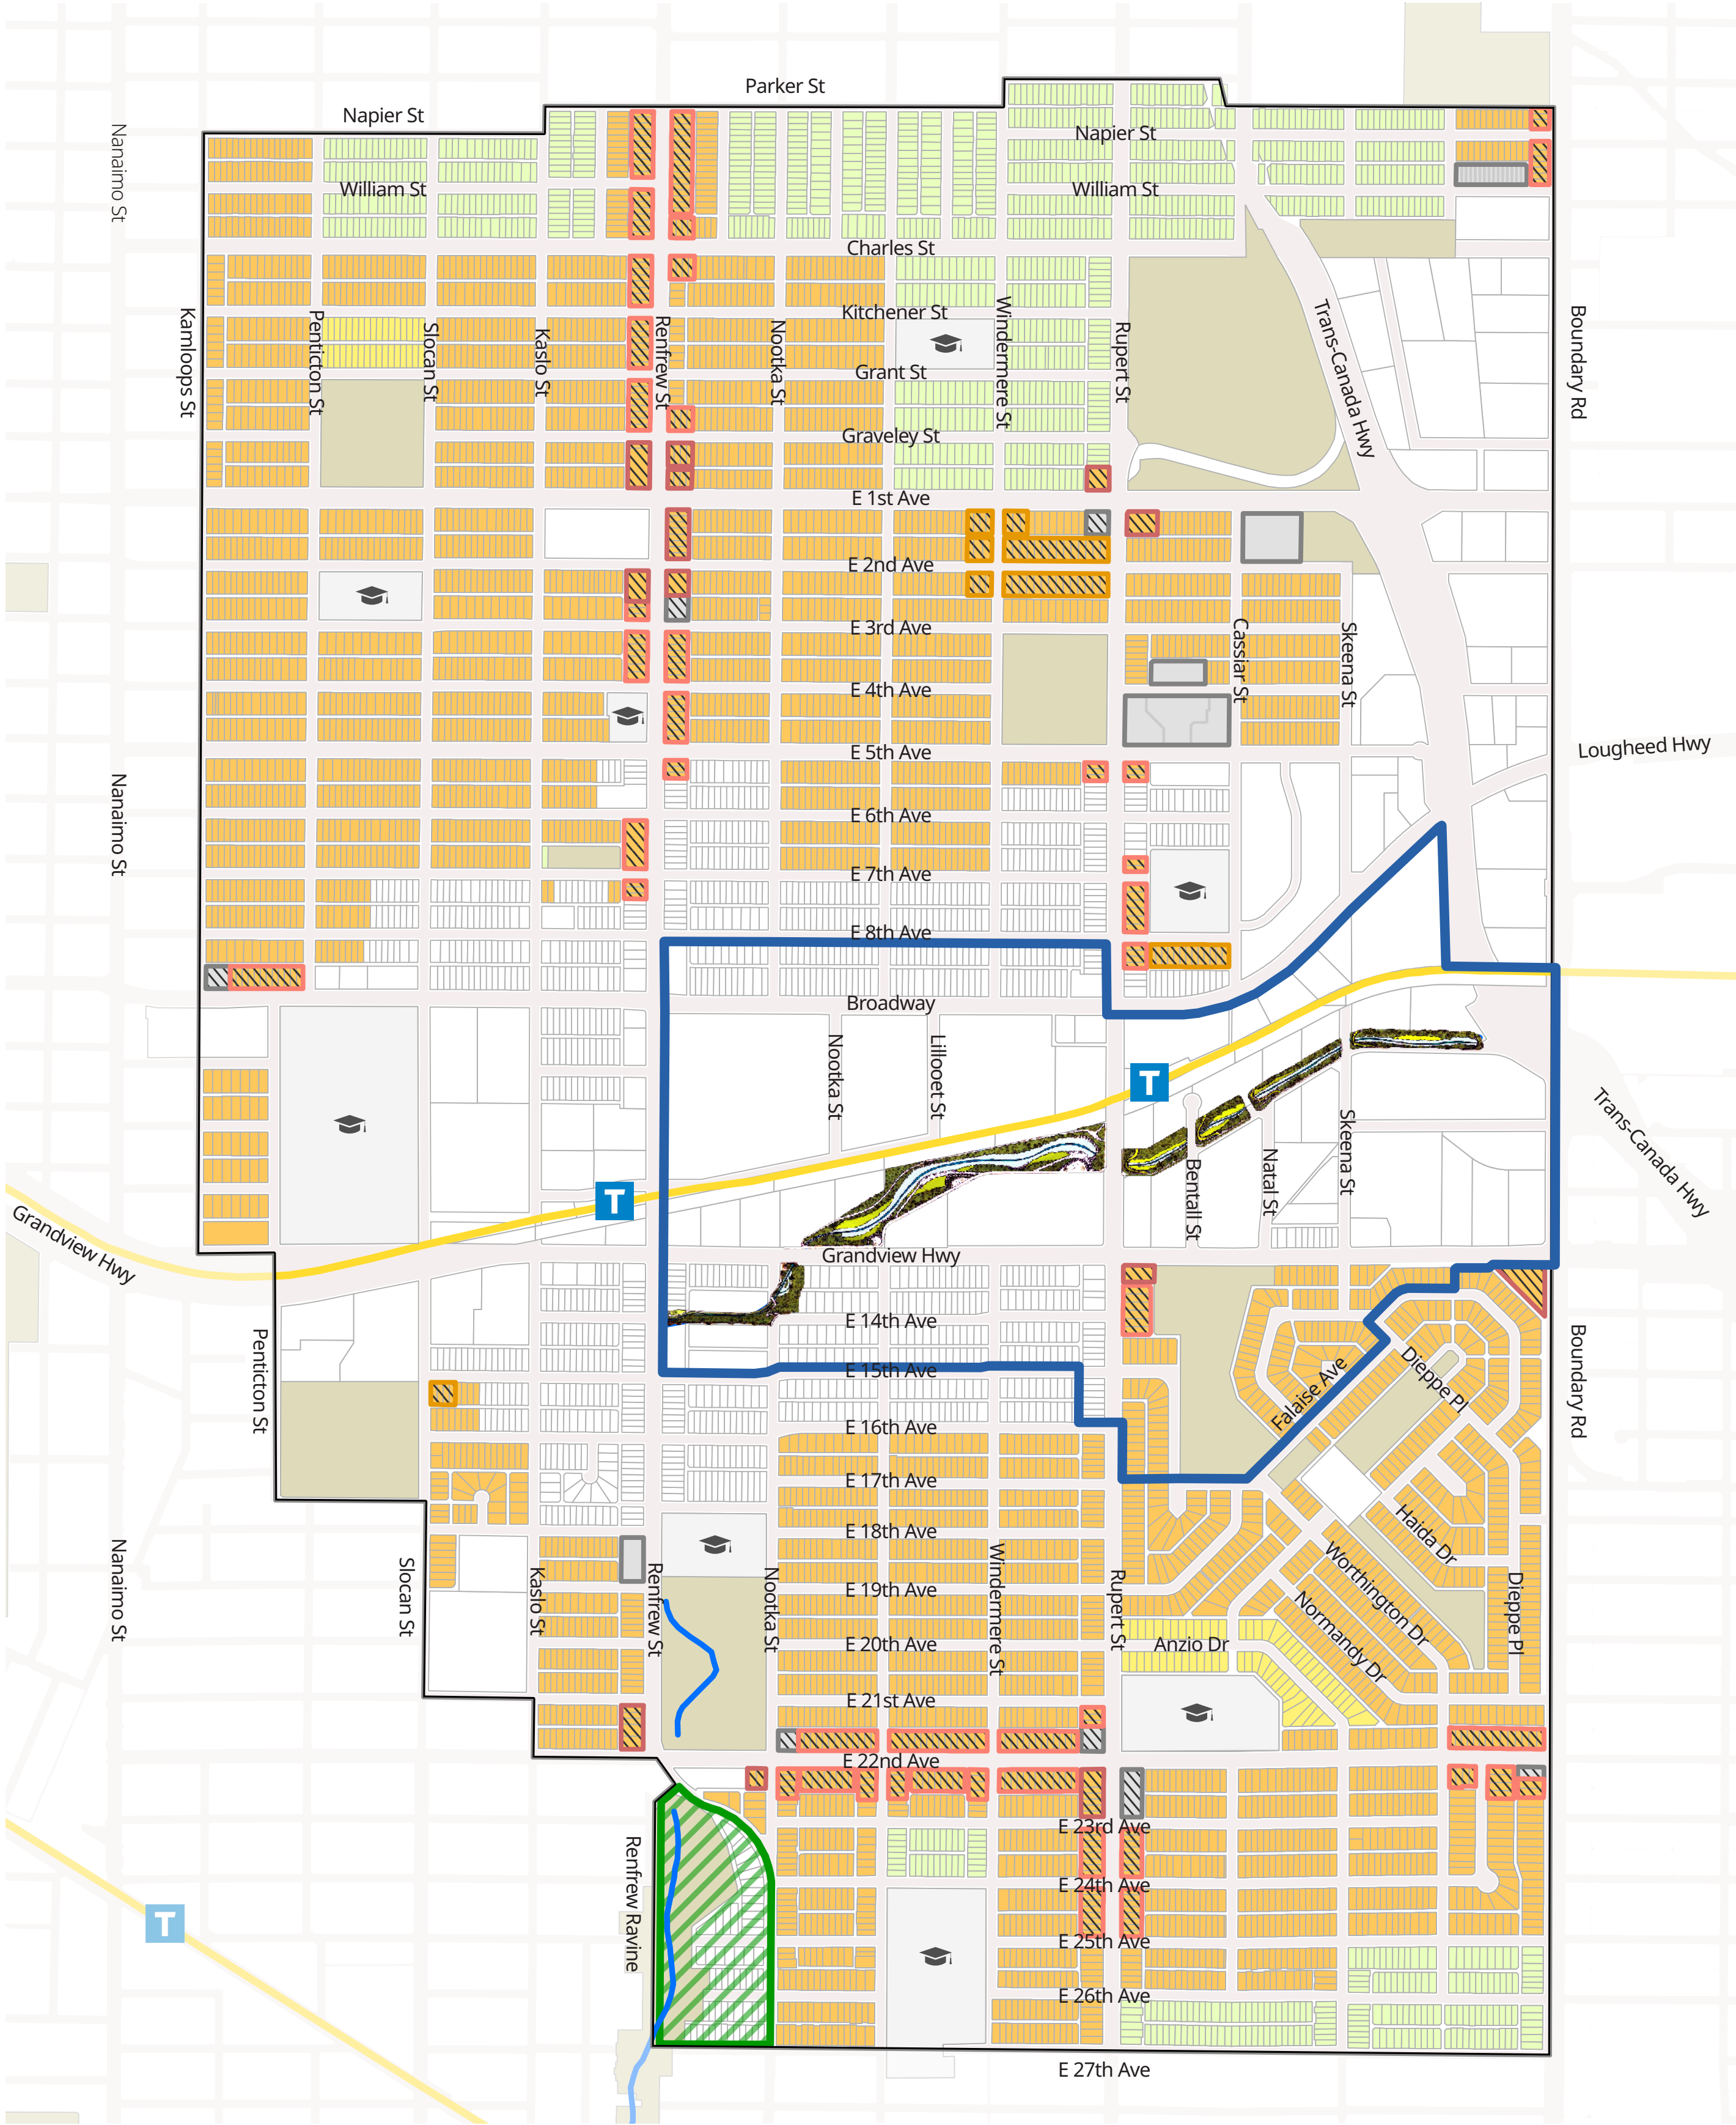 Parker St
Napier St
Napier St
Nanaimo St
William St
William St
Charles St
Kitchener St
Kamloops St
Penticton St
Slocan St
Kaslo St
Renfrew St
Nootka St
Windermere St
Rupert St
Trans-Canada Hwy
Boundary Rd
Grant St
Graveley St
E 1st Ave
E 2nd Ave
E 3rd Ave
Cassiar St
Skeena St
E 4th Ave
E 5th Ave
Lougheed Hwy
Nanaimo St
E 6th Ave
E 7th Ave
E 8th Ave
Broadway
Nootka St
Lillooet St
T
Trans-Canada Hwy
Skeena St
Bentall St
Natal St
T
Grandview Hwy
Grandview Hwy
E 14th Ave
Penticton St
Boundary Rd
E 15th Ave
Falaise Ave
Dieppe Pl
E 16th Ave
E 17th Ave
Haida Dr
E 18th Ave
Nanaimo St
Slocan St
Kaslo St
Renfrew St
Nootka St
Windermere St
Rupert St
Worthington Dr
Dieppe Pl
E 19th Ave
Normandy Dr
E 20th Ave
Anzio Dr
E 21st Ave
E 22nd Ave
E 23rd Ave
Renfrew Ravine
E 24th Ave
T
E 25th Ave
E 26th Ave
E 27th Ave